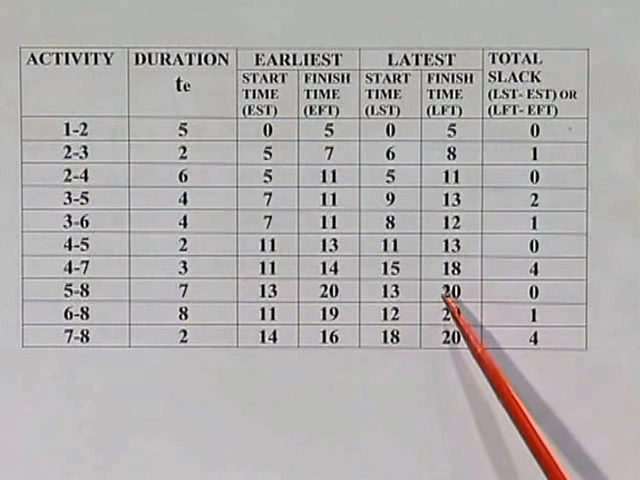 ACTIVITY DURATION te EARLIEST LATEST TOTAL SLACK (LST- EST) OR (LFT- EFT)
START TIME (EST) FINISH TIME (EFT) START TIME (LST) FINISH TIME (LFT)
1-2 5 0 5 0 5 0
2-3 2 5 7 6 8 1
2-4 6 5 11 5 11 0
3-5 4 7 11 9 13 2
3-6 4 7 11 8 12 1
4-5 2 11 13 11 13 0
4-7 3 11 14 15 18 4
5-8 7 13 20 13 20 0
6-8 8 11 19 12 1
7-8 2 14 16 18 20 4